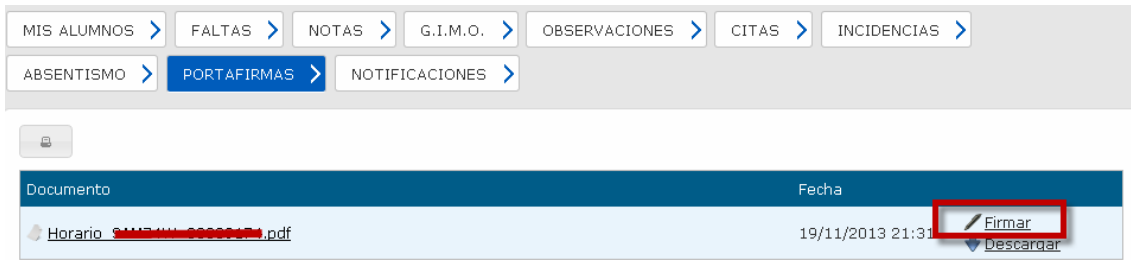 MIS ALUMNOS FALTAS NOTAS G.I.M.O. OBSERVACIONES CITAS INCIDENCIAS
ABSENTISMO PORTAFIRMAS NOTIFICACIONES
Documento Fecha
Horario .pdf 19/11/2013 21:31 Firmar
Descargar